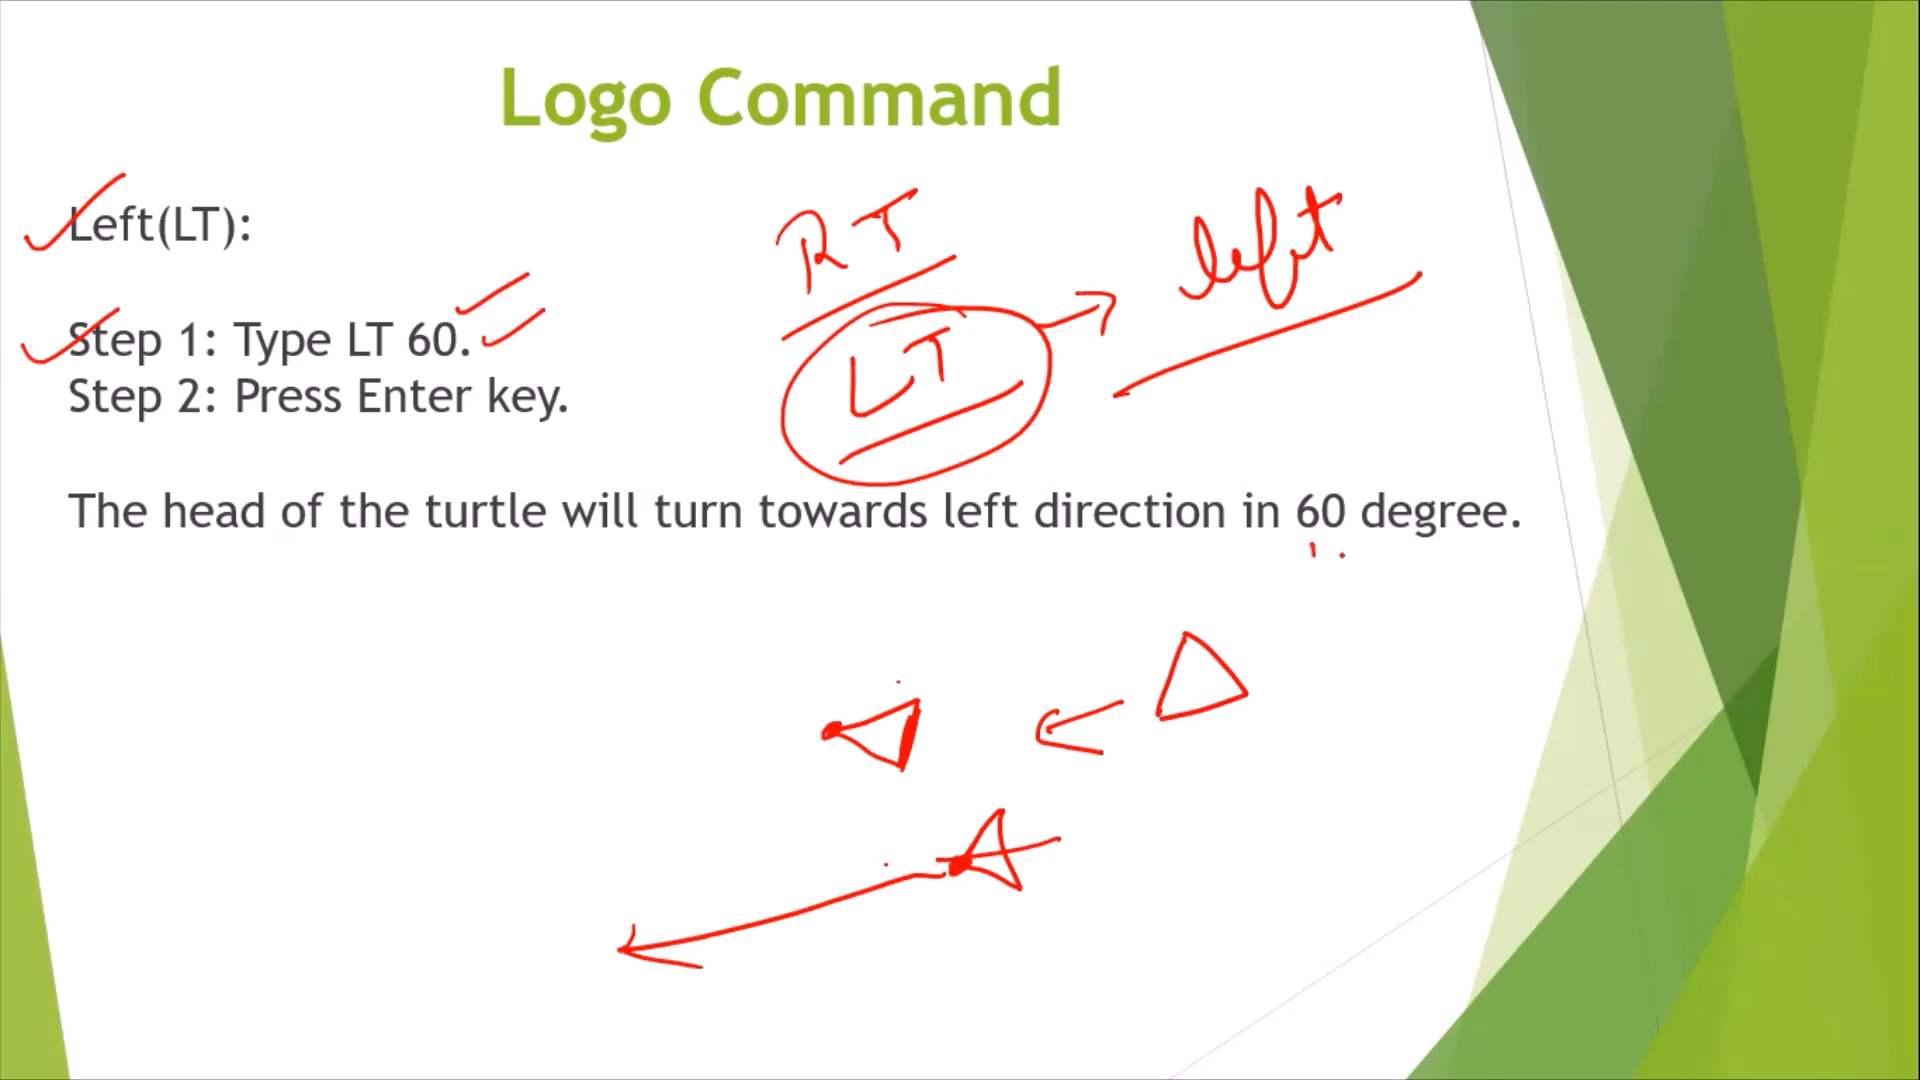 Logo Command
Left(LT):
RT
left
Step 1: Type LT 60.
LT
Step 2: Press Enter key.
The head of the turtle will turn towards left direction in 60 degree.